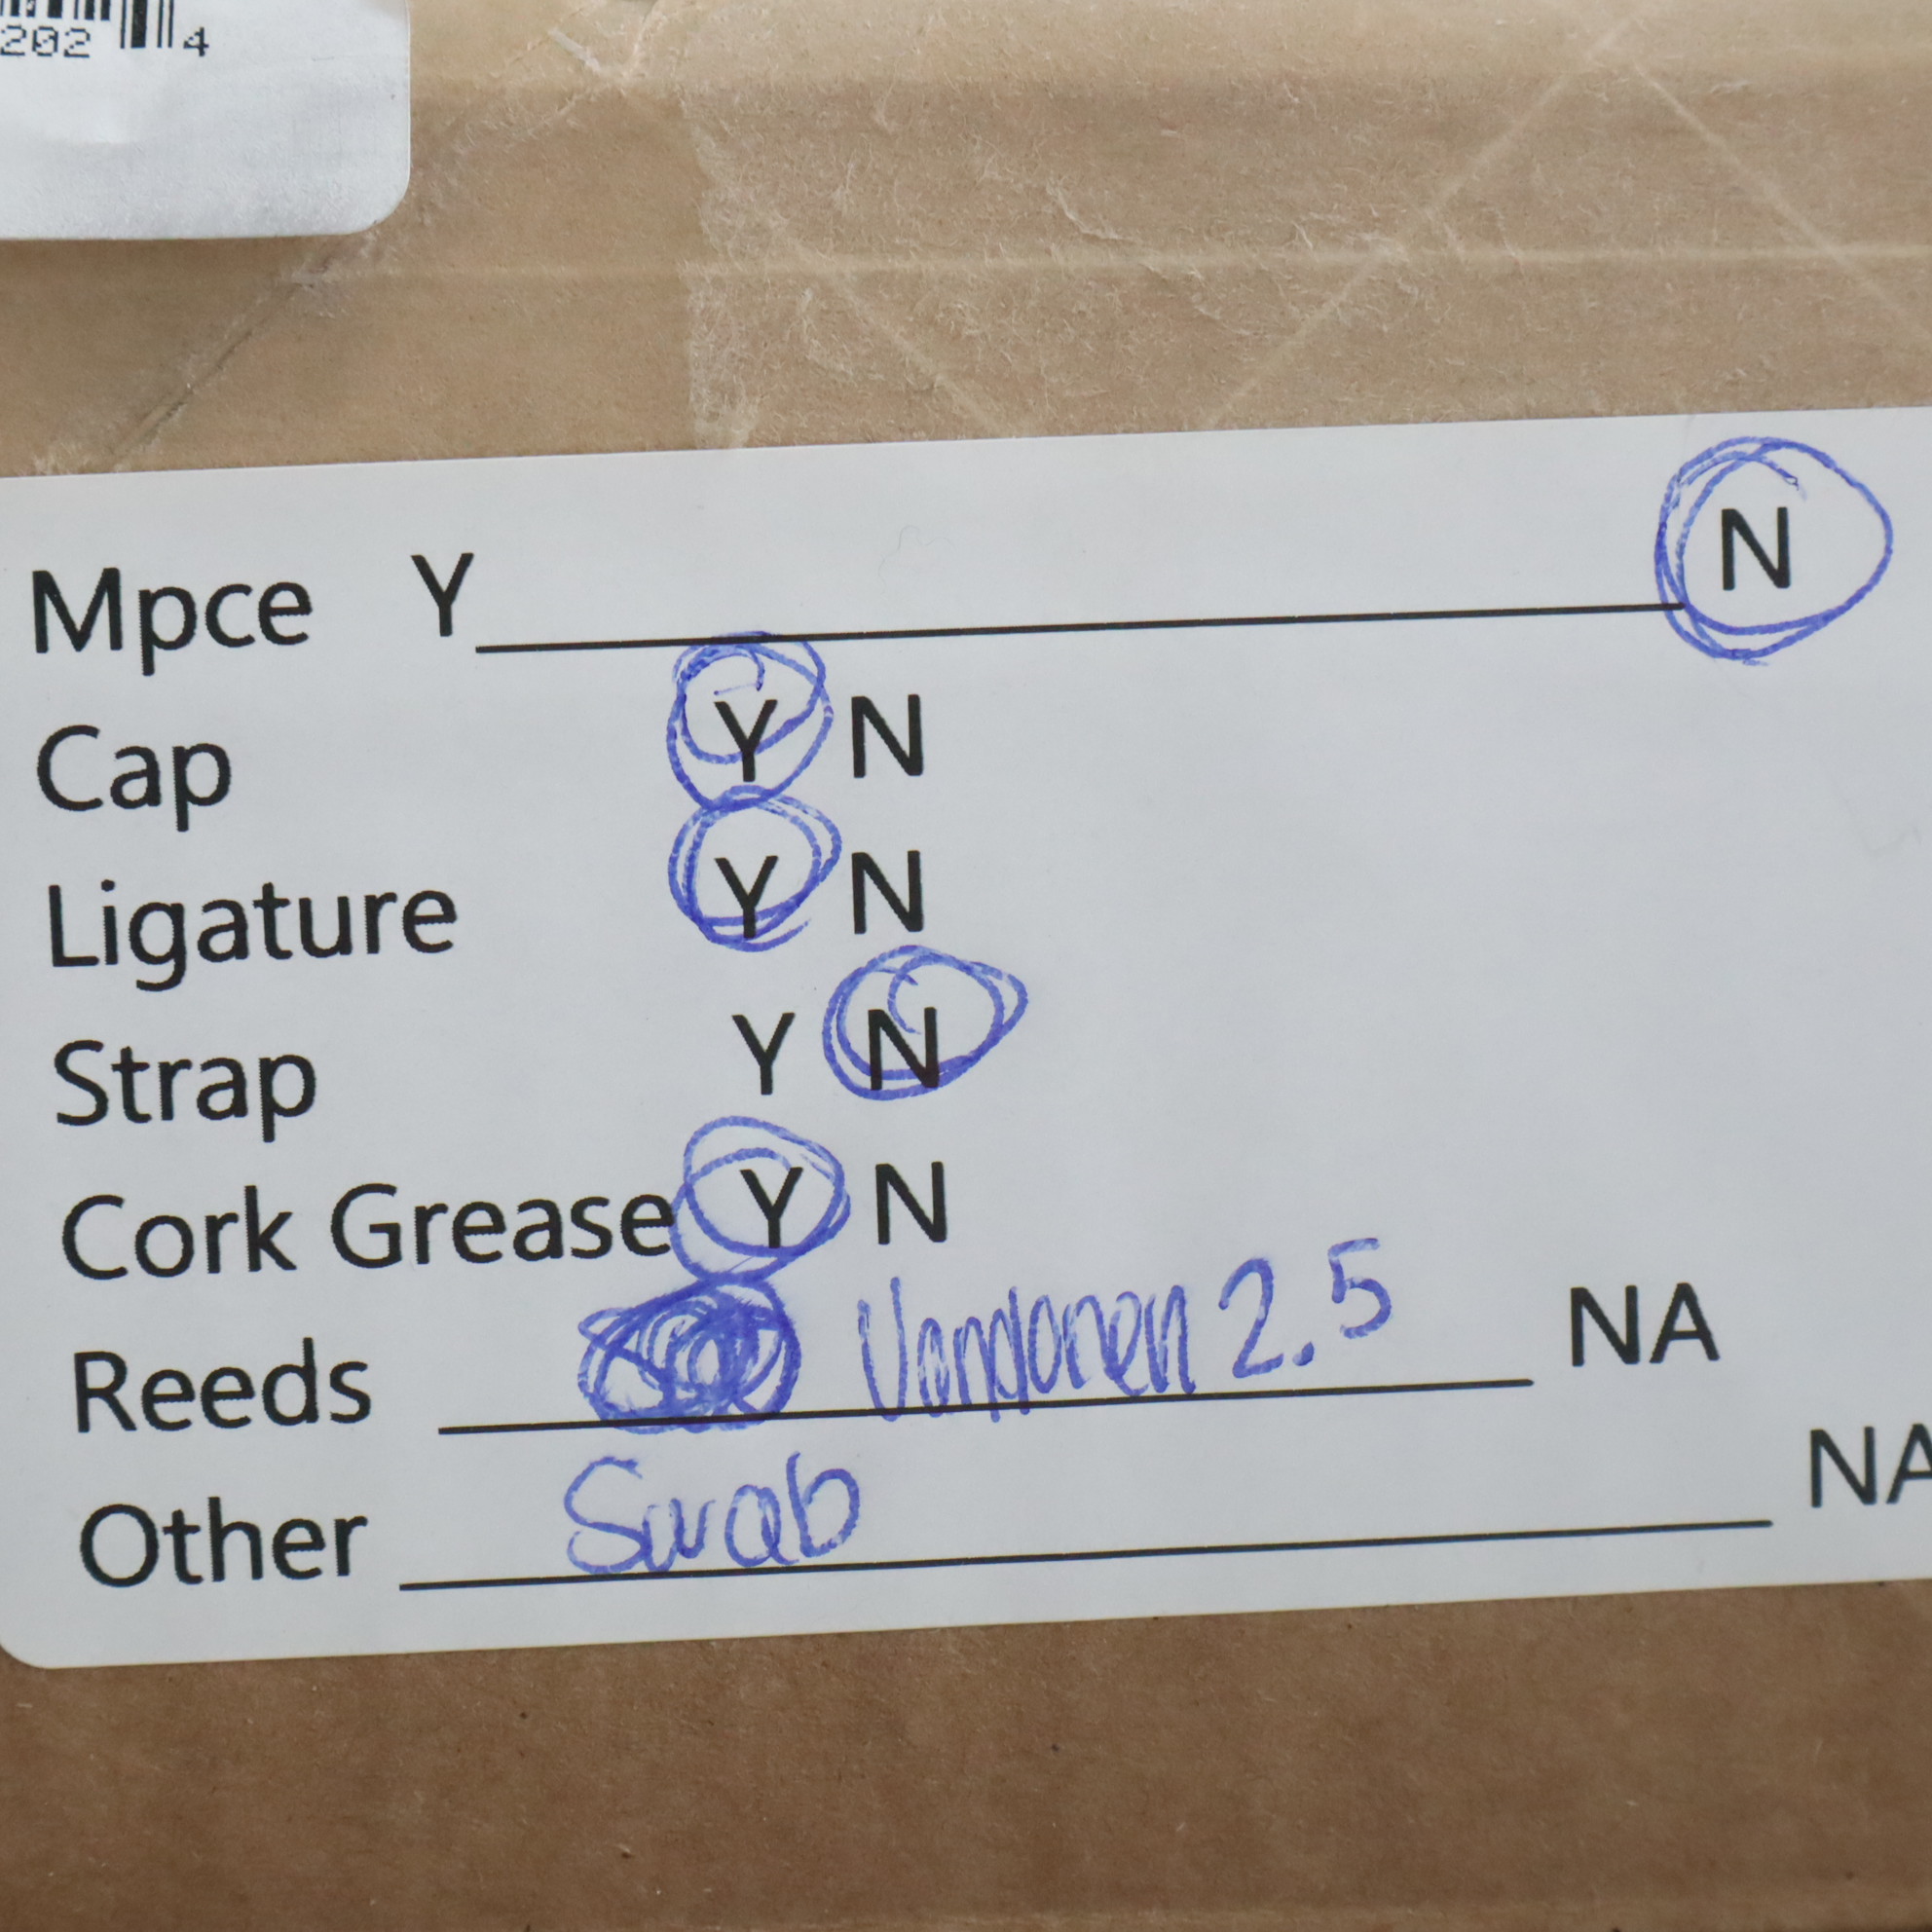 202 4
Mpce Y N
Cap Y N
Ligature Y N
Strap Y N
Cork Grease Y N
Reeds Vandoren 2.5 NA
Other Swab NA